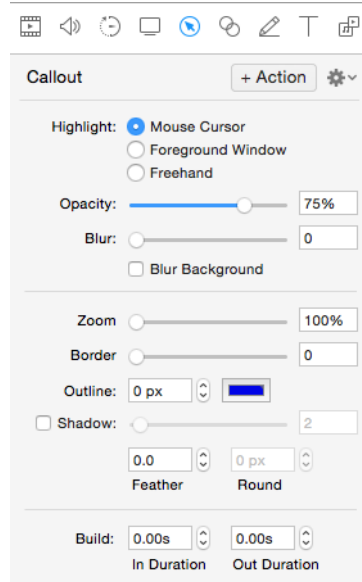 Callout + Action
Highlight: Mouse Cursor
Foreground Window
Freehand
Opacity: 75%
Blur: 0
Blur Background
Zoom 100%
Border 0
Outline: 0 px
Shadow: 2
0.0 0 px
Feather Round
Build: 0.00s 0.00s
In Duration Out Duration